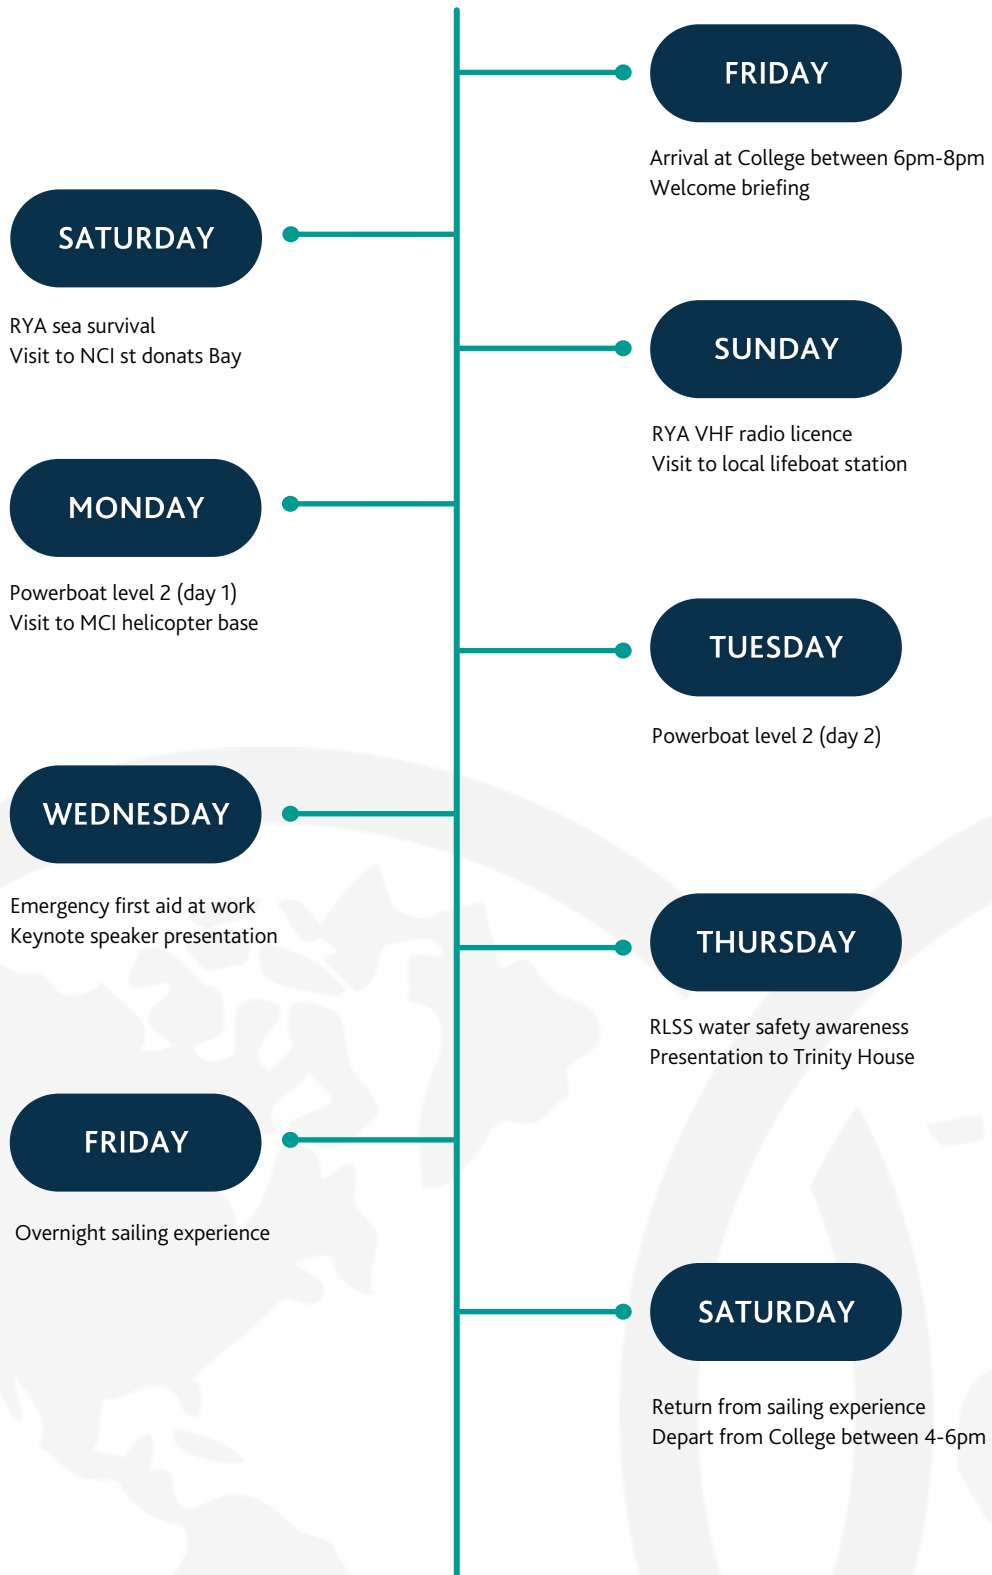 FRIDAY
Arrival at College between 6pm-8pm
Welcome briefing
SATURDAY
RYA sea survival
Visit to NCI st donats Bay
SUNDAY
RYA VHF radio licence
Visit to local lifeboat station
MONDAY
Powerboat level 2 (day 1)
Visit to MCI helicopter base
TUESDAY
Powerboat level 2 (day 2)
WEDNESDAY
Emergency first aid at work
Keynote speaker presentation
THURSDAY
RLSS water safety awareness
Presentation to Trinity House
FRIDAY
Overnight sailing experience
SATURDAY
Return from sailing experience
Depart from College between 4-6pm